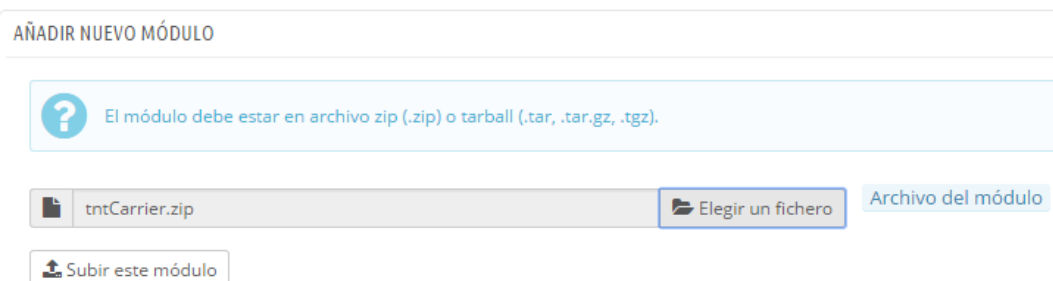 AÑADIR NUEVO MÓDULO
El módulo debe estar en archivo zip (.zip) o tarball (.tar, .tar.gz, .tgz).
tntCarrier.zip Elegir un fichero Archivo del módulo
Subir este módulo